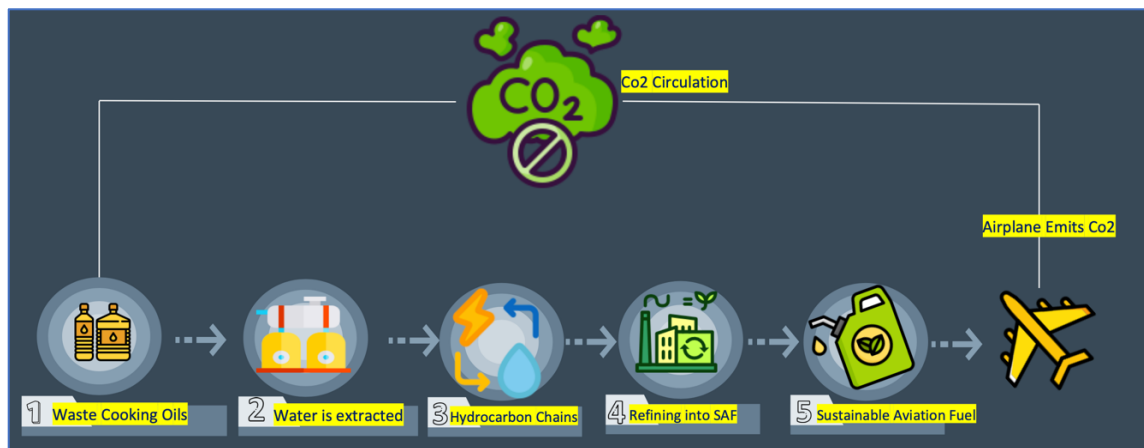 CO2
Co2 Circulation
Airplane Emits Co2
1 Waste Cooking Oils
2 Water is extracted
3 Hydrocarbon Chains
4 Refining into SAF
5 Sustainable Aviation Fuel